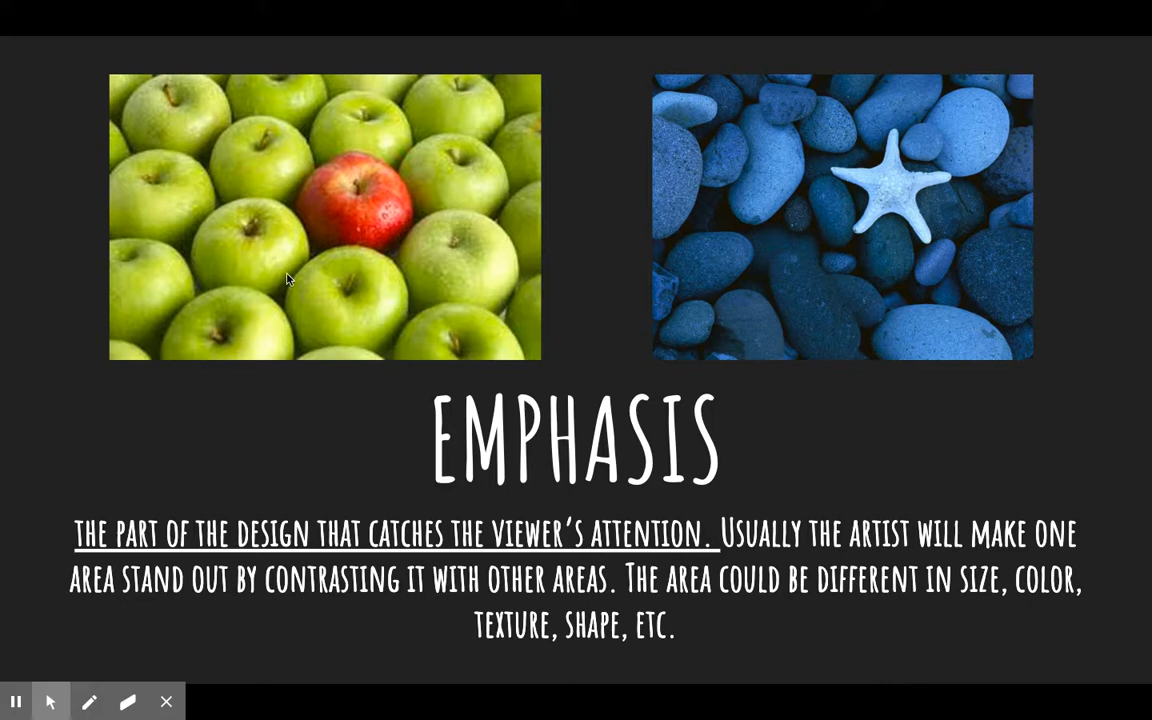 EMPHASIS
THE PART OF THE DESIGN THAT CATCHES THE VIEWER'S ATTENTION. USUALLY THE ARTIST WILL MAKE ONE
AREA STAND OUT BY CONTRASTING IT WITH OTHER AREAS. THE AREA COULD BE DIFFERENT IN SIZE, COLOR,
TEXTURE, SHAPE, ETC.